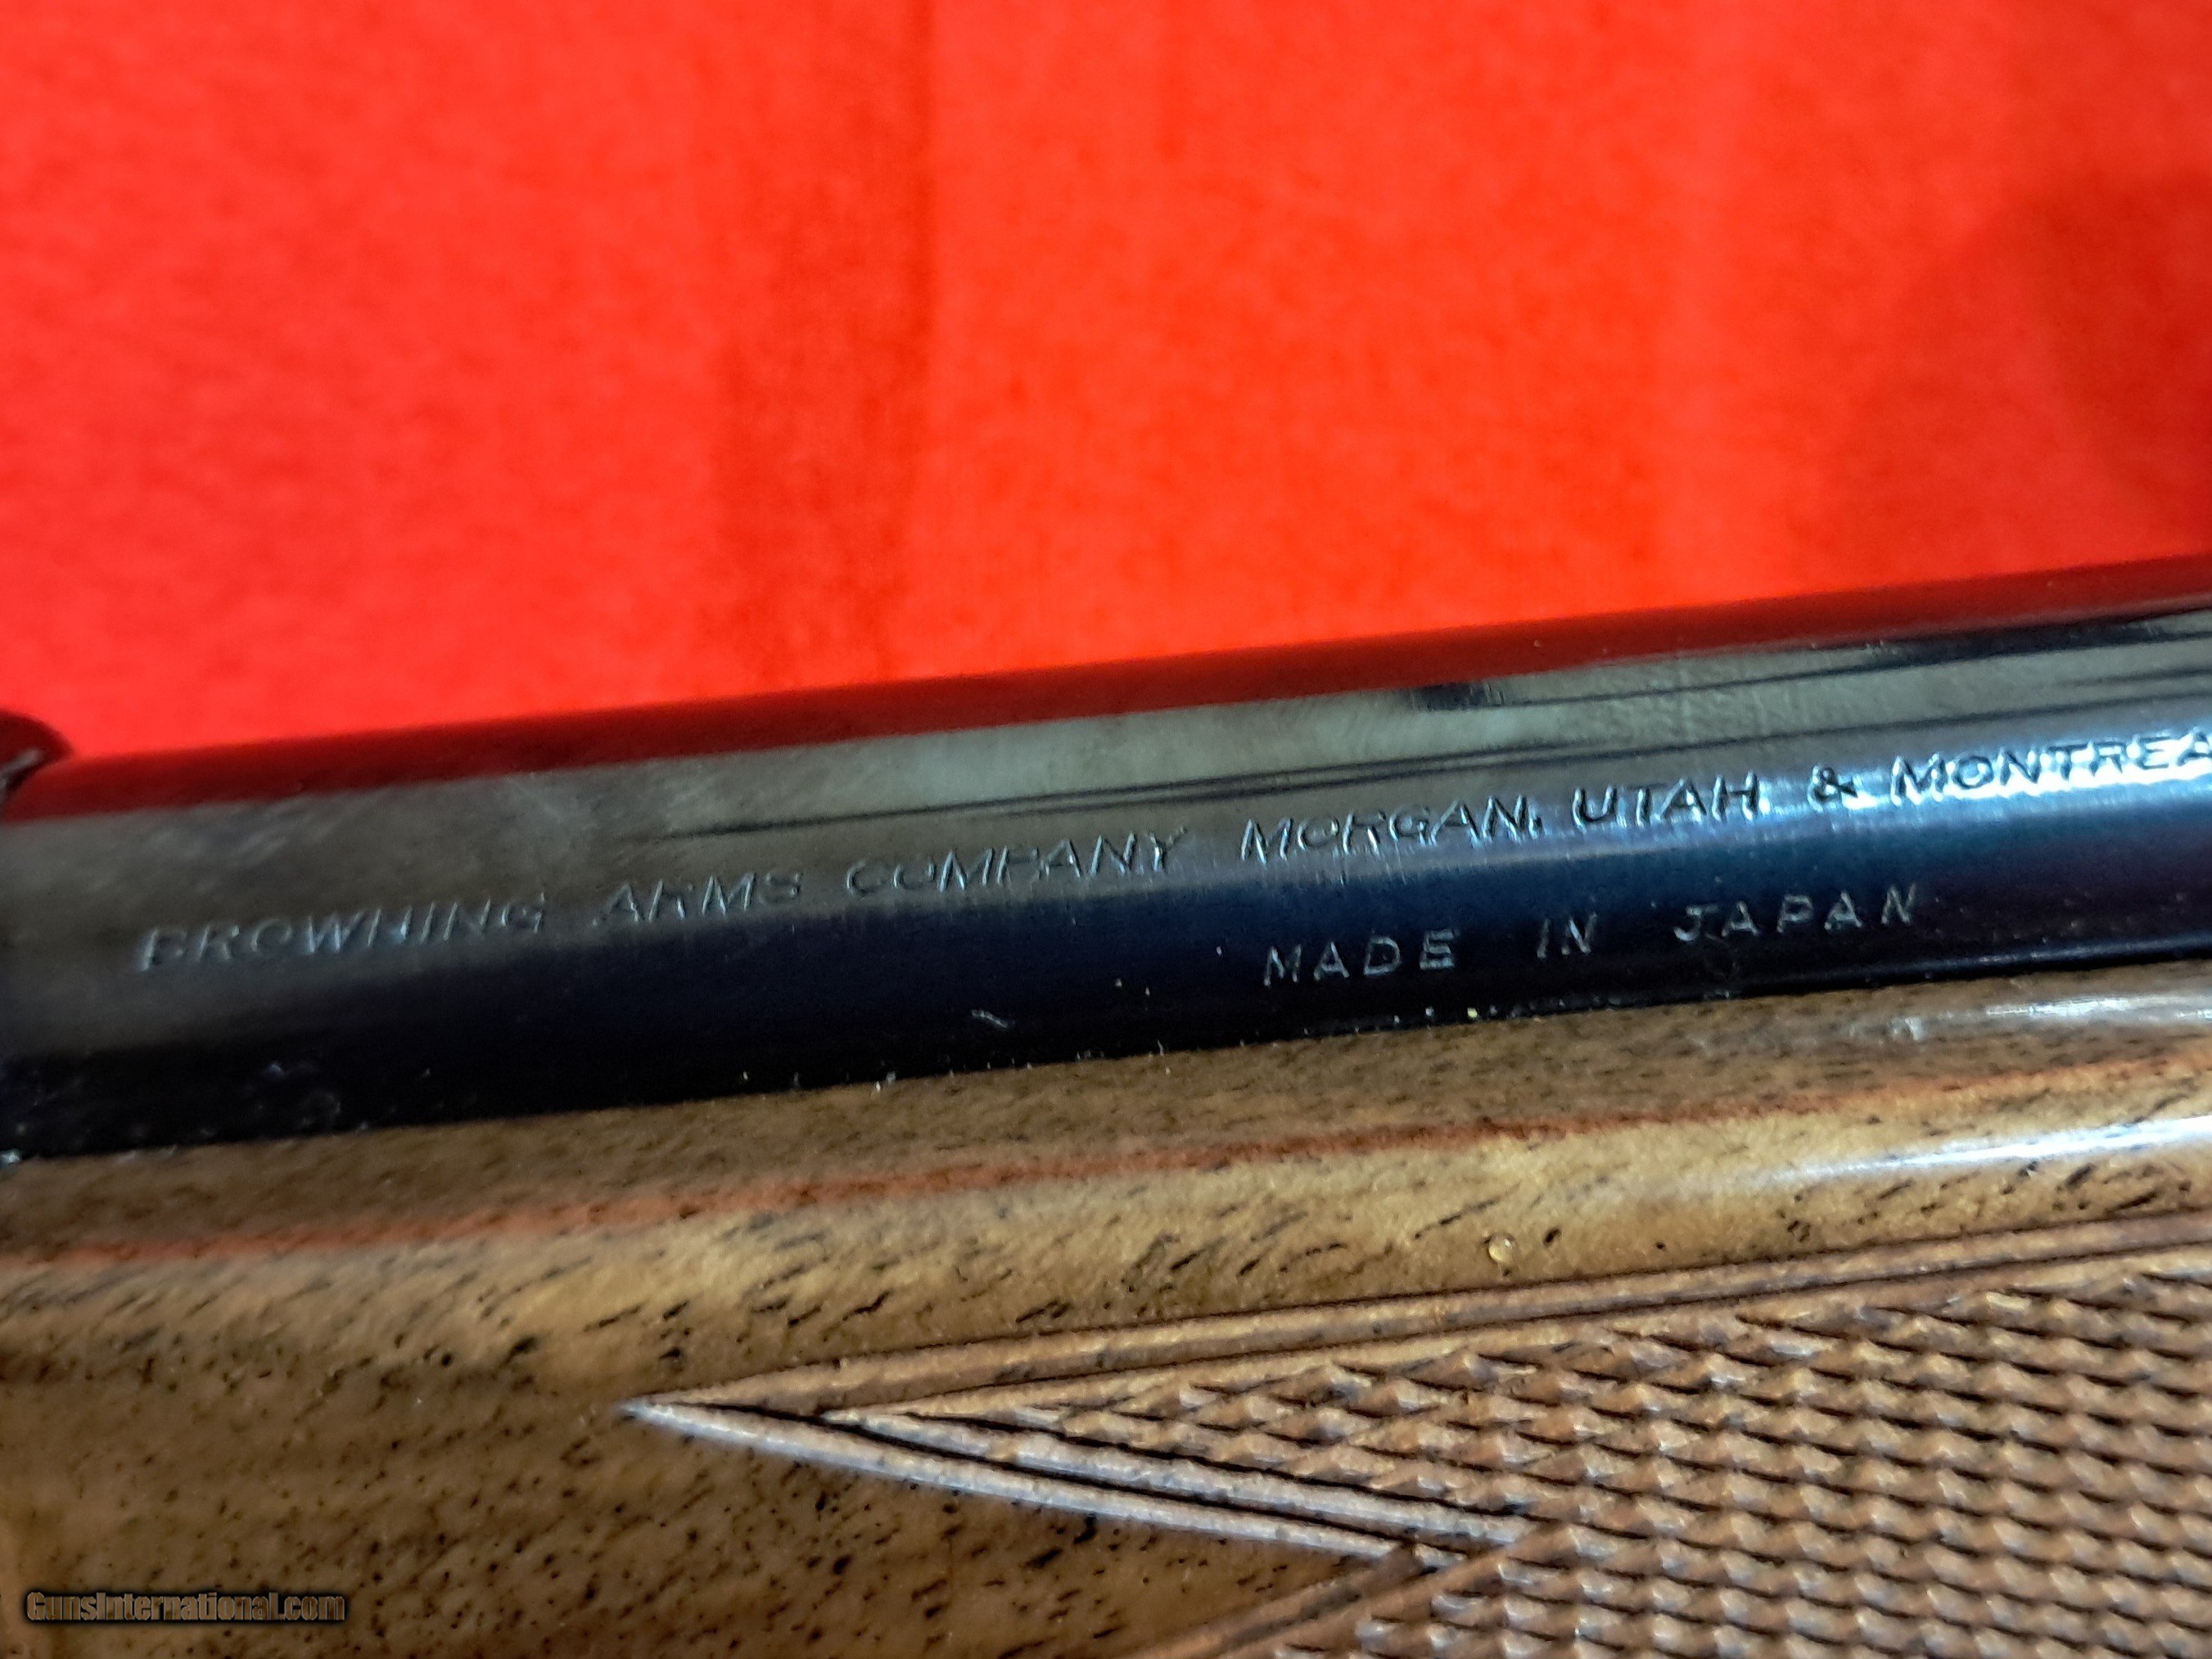 BROWNING ARMS COMPANY MORGAN, UTAH & MONTREA
MADE IN JAPAN
GunsInternational.com